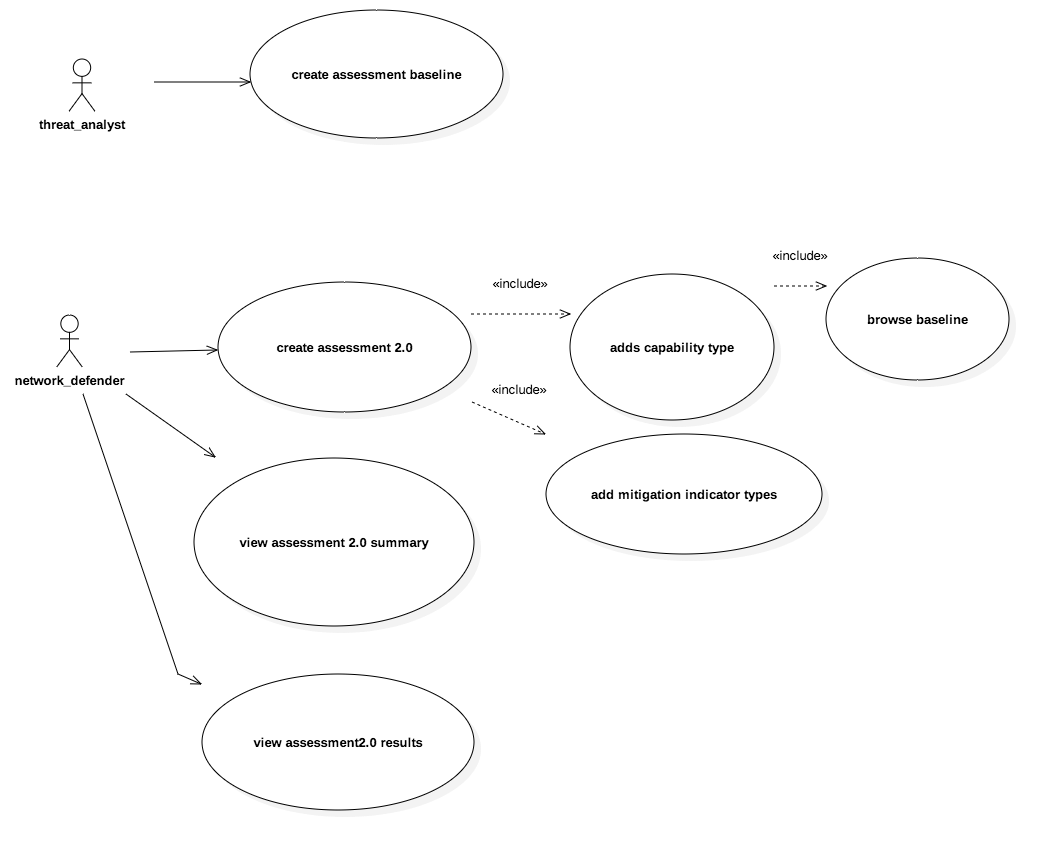 create assessment baseline
threat_analyst
«include»
«include»
browse baseline
create assessment 2.0
adds capability type
network_defender
«include»
add mitigation indicator types
view assessment 2.0 summary
view assessment2.0 results